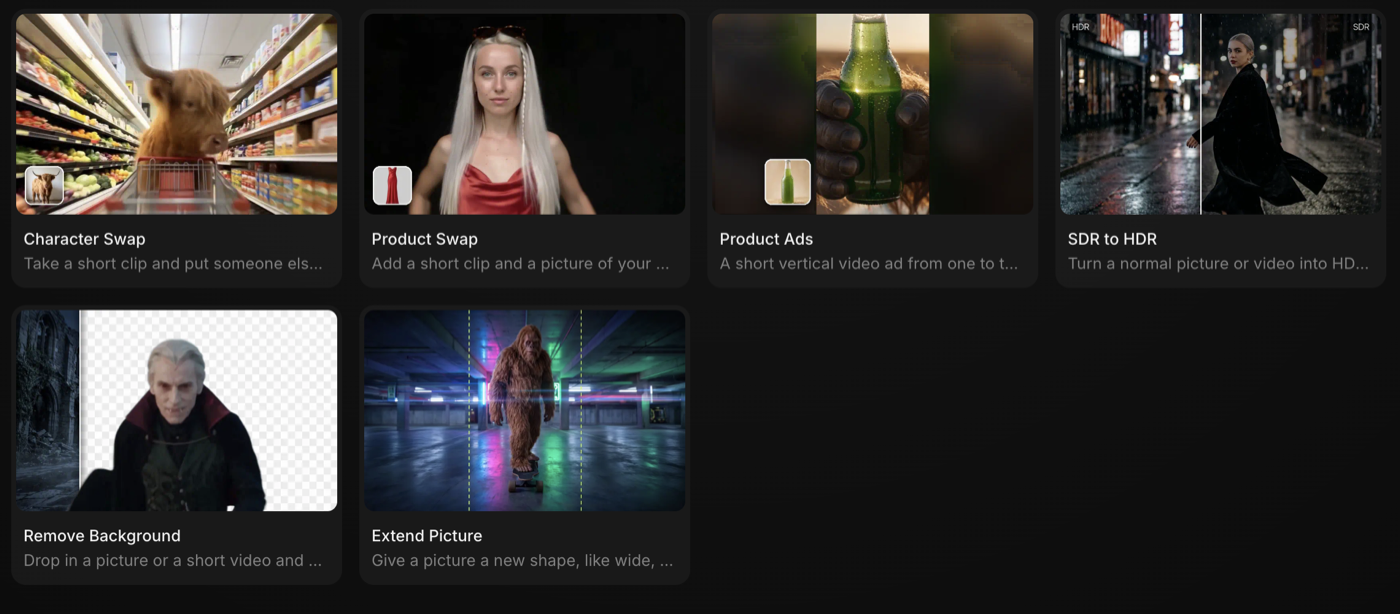 HDR
SDR
Character Swap
Take a short clip and put someone els...
Product Swap
Add a short clip and a picture of your ...
Product Ads
A short vertical video ad from one to t...
SDR to HDR
Turn a normal picture or video into HD...
Remove Background
Drop in a picture or a short video and ...
Extend Picture
Give a picture a new shape, like wide, ...